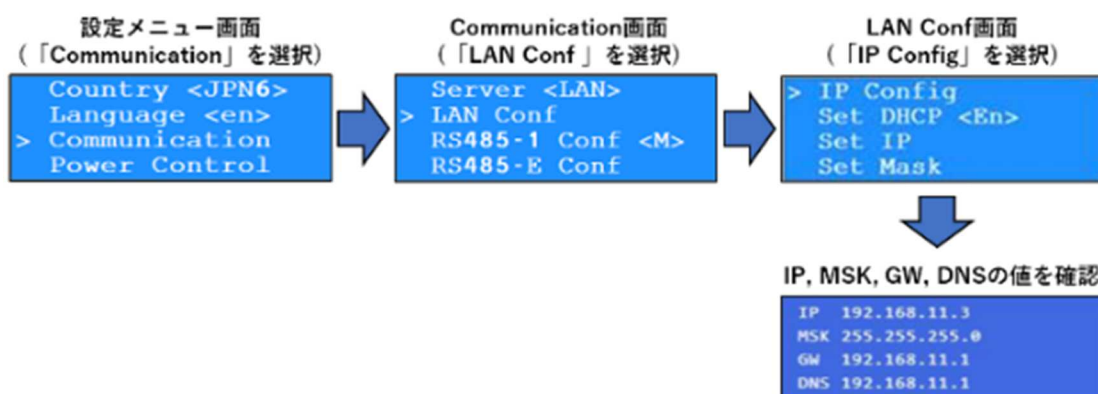 設定メニュー画面
(「Communication」を選択)
Country <JPN6>
Language <en>
> Communication
Power Control
Communication画面
(「LAN Conf 」を選択)
Server <LAN>
> LAN Conf
RS485-1 Conf <M>
RS485-E Conf
LAN Conf画面
(「IP Config」を選択)
> IP Config
Set DHCP <En>
Set IP
Set Mask
IP, MSK, GW, DNSの値を確認
IP 192.168.11.3
MSK 255.255.255.0
GW 192.168.11.1
DNS 192.168.11.1